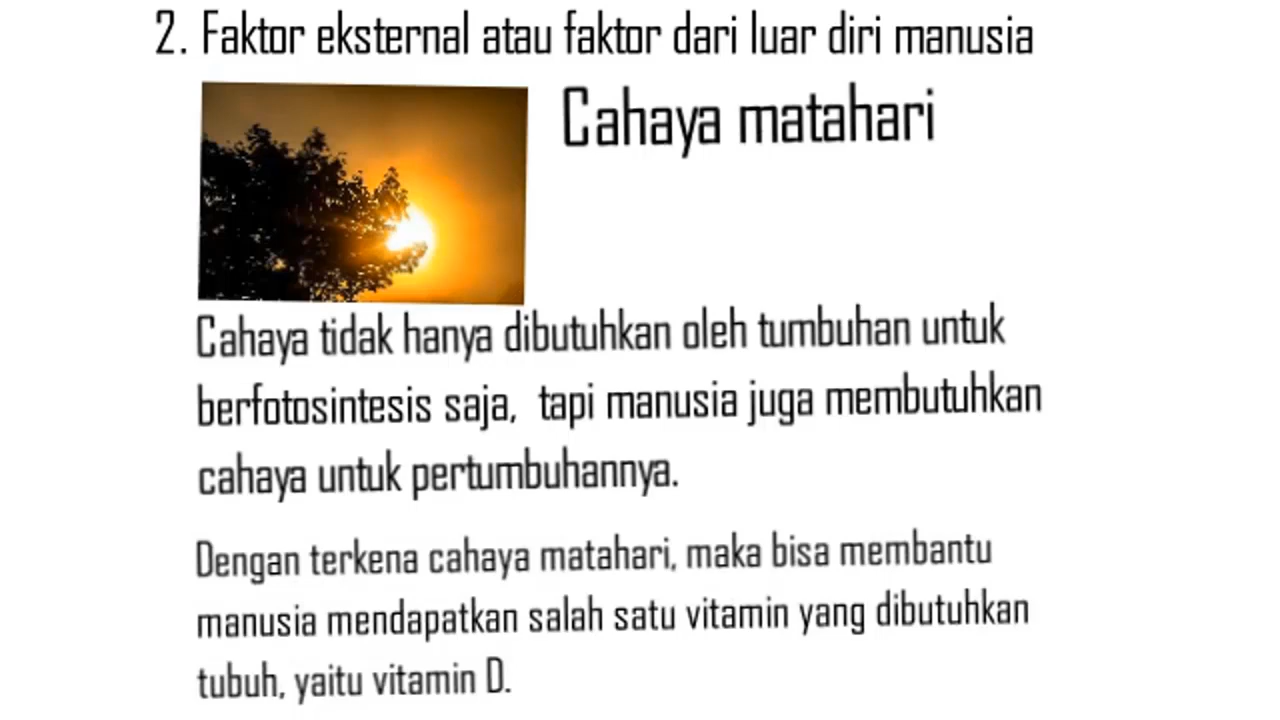 2. Faktor eksternal atau faktor dari luar diri manusia
Cahaya matahari
Cahaya tidak hanya dibutuhkan oleh tumbuhan untuk
berfotosintesis saja, tapi manusia juga membutuhkan
cahaya untuk pertumbuhannya.
Dengan terkena cahaya matahari, maka bisa membantu
manusia mendapatkan salah satu vitamin yang dibutuhkan
tubuh, yaitu vitamin D.